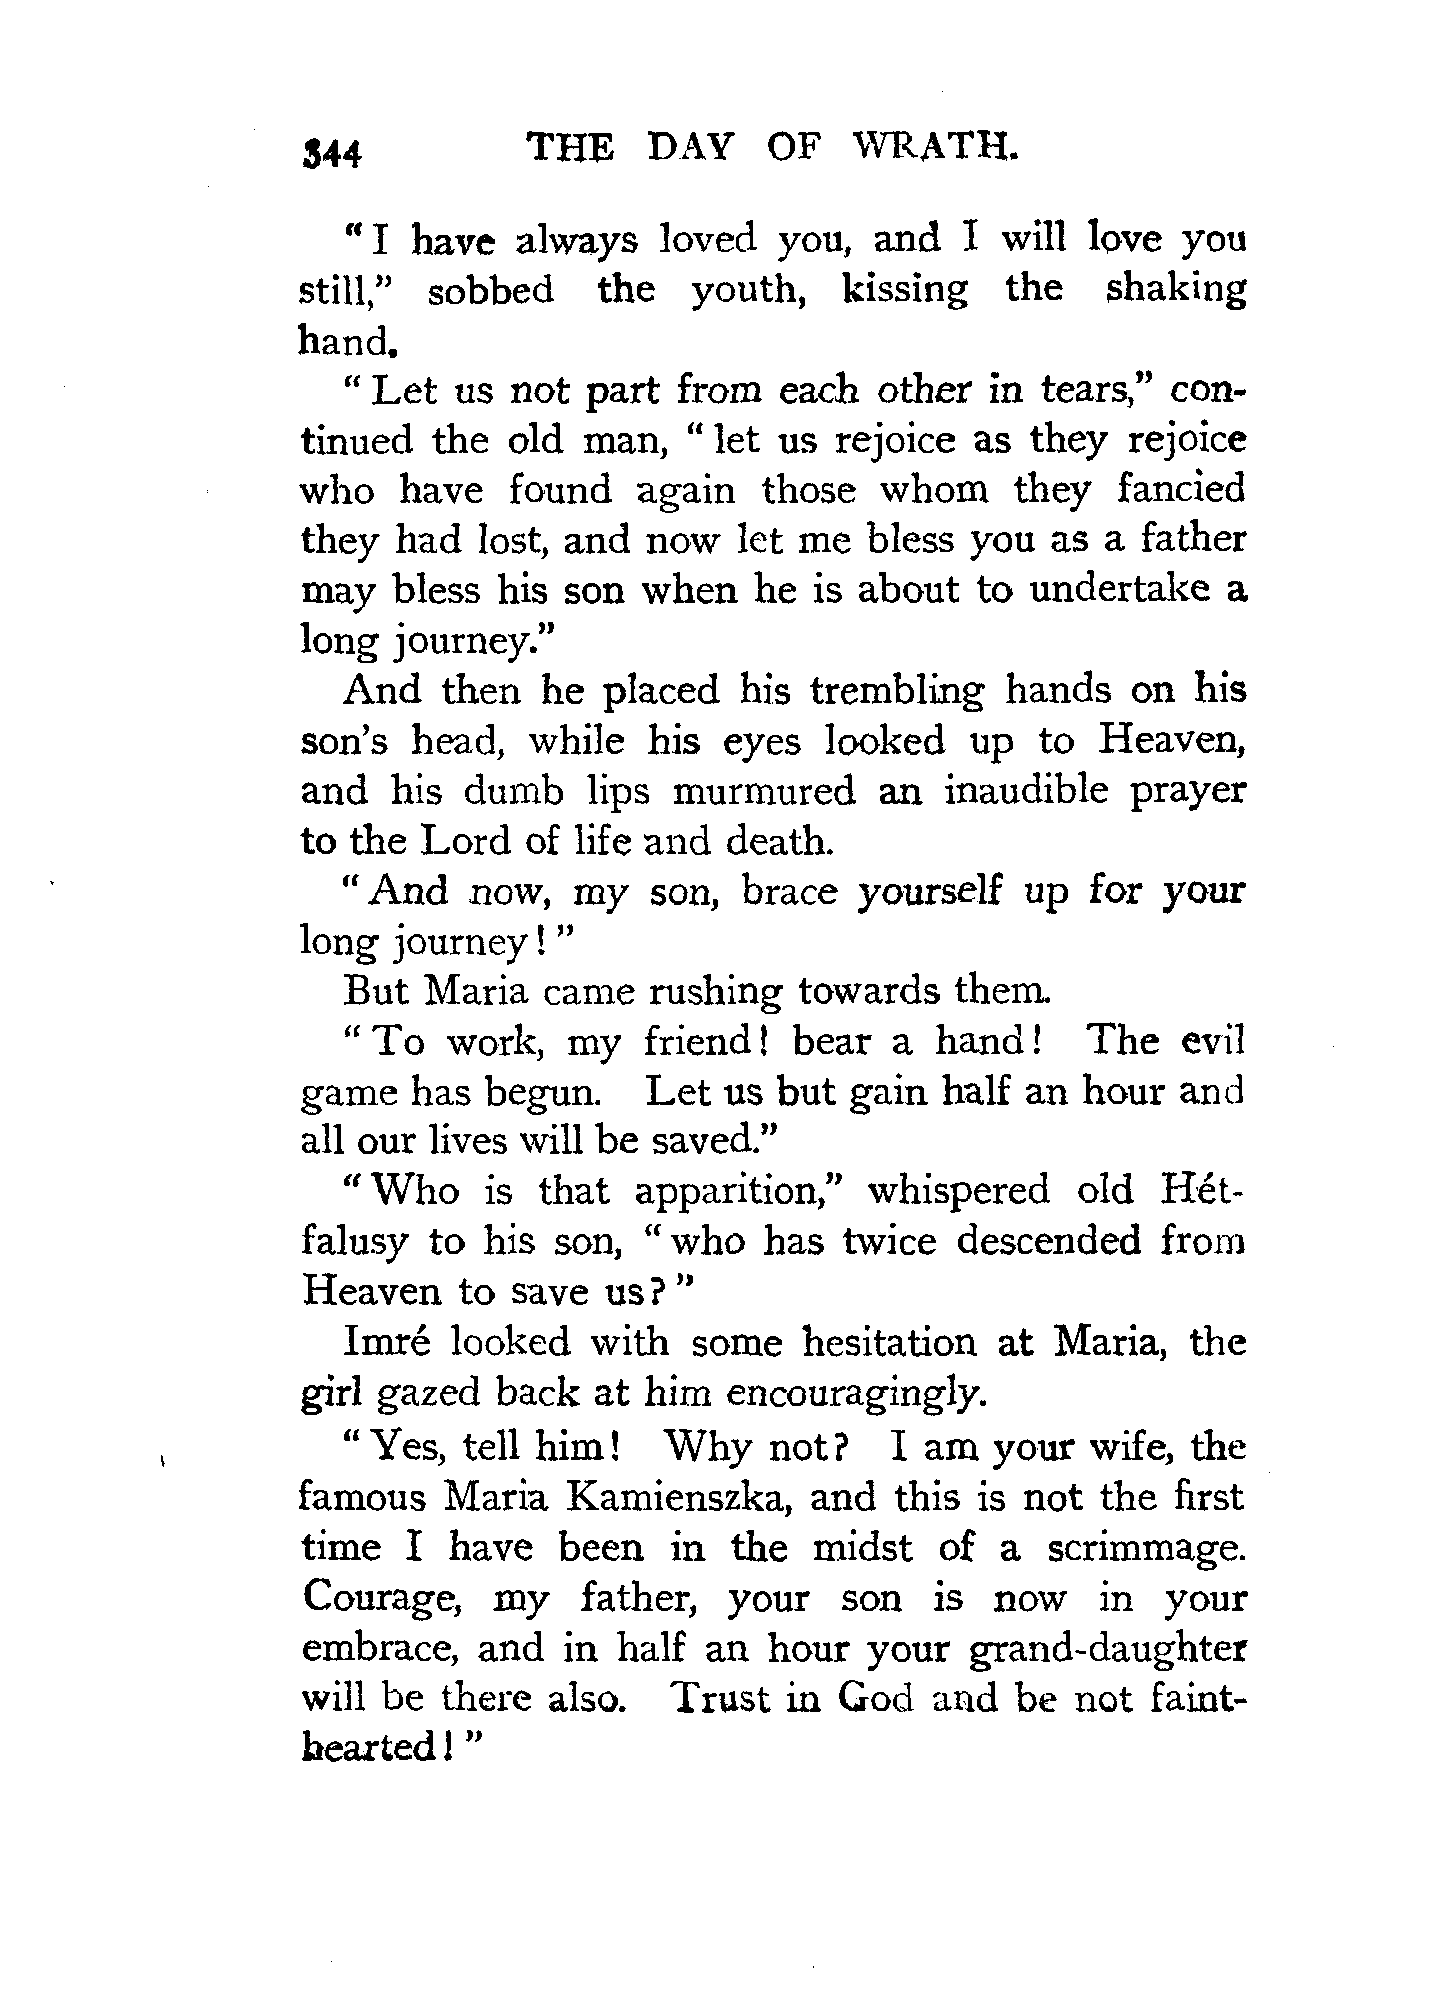 344 THE DAY OF WRATH.
“ I have always loved you, and I will love you
still,” sobbed the youth, kissing the shaking
hand.
“ Let us not part from each other in tears,” con-
tinued the old man, “ let us rejoice as they rejoice
who have found again those whom they fancied
they had lost, and now let me bless you as a father
may bless his son when he is about to undertake a
long journey.”
And then he placed his trembling hands on his
son’s head, while his eyes looked up to Heaven,
and his dumb lips murmured an inaudible prayer
to the Lord of life and death.
“ And now, my son, brace yourself up for your
long journey ! ”
But Maria came rushing towards them.
“ To work, my friend ! bear a hand ! The evil
game has begun. Let us but gain half an hour and
all our lives will be saved.”
“ Who is that apparition,” whispered old Hét-
falusy to his son, “ who has twice descended from
Heaven to save us ? ”
Imré looked with some hesitation at Maria, the
girl gazed back at him encouragingly.
“ Yes, tell him ! Why not ? I am your wife, the
famous Maria Kamienszka, and this is not the first
time I have been in the midst of a scrimmage.
Courage, my father, your son is now in your
embrace, and in half an hour your grand-daughter
will be there also. Trust in God and be not faint-
hearted ! ”